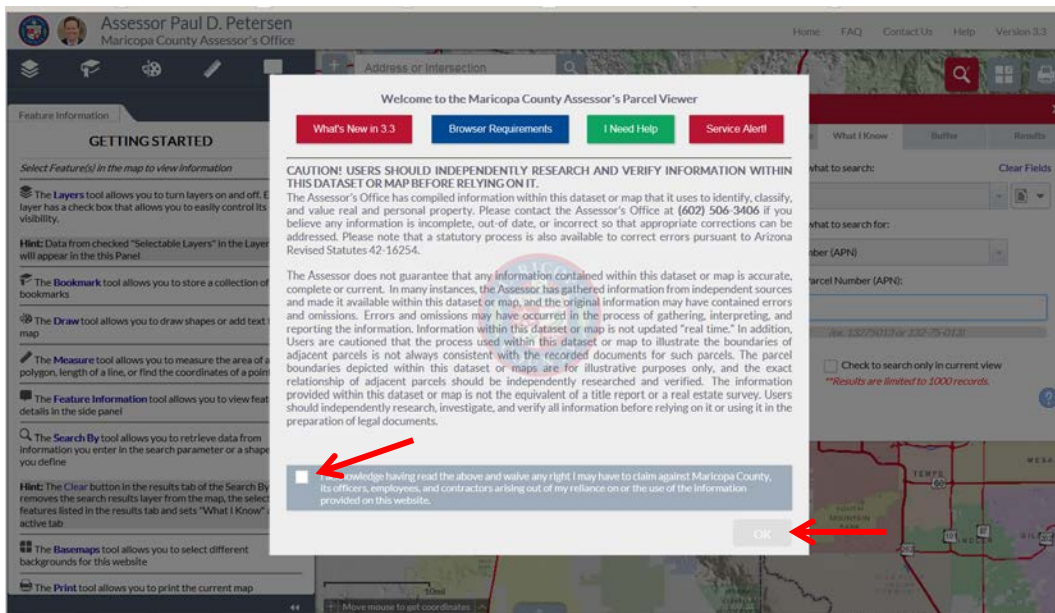 Assessor Paul D. Petersen
Maricopa County Assessor's Office
Home FAQ Contact Us Help Version 3.3
Address or Intersection
Feature Information
GETTING STARTED
Select Feature(s) in the map to view information
The Layers tool allows you to turn layers on and off. E
layer has a check box that allows you to easily control its
visibility.
Hint: Data from checked "Selectable Layers" in the Layer
will appear in the this Panel
The Bookmark tool allows you to store a collection of
bookmarks
The Draw tool allows you to draw shapes or add text
map
The Measure tool allows you to measure the area of a
polygon, length of a line, or find the coordinates of a point
The Feature Information tool allows you to view feat
details in the side panel
The Search By tool allows you to retrieve data from
information you enter in the search parameter or a shape
you define
Hint: The Clear button in the results tab of the Search By
removes the search results layer from the map, the select
features listed in the results tab and sets "What I Know"
active tab
The Basemaps tool allows you to select different
backgrounds for this website
The Print tool allows you to print the current map
Welcome to the Maricopa County Assessor's Parcel Viewer
What's New in 3.3 Browser Requirements I Need Help Service Alert!
CAUTION! USERS SHOULD INDEPENDENTLY RESEARCH AND VERIFY INFORMATION WITHIN
THIS DATASET OR MAP BEFORE RELYING ON IT.
The Assessor's Office has compiled information within this dataset or map that it uses to identify, classify,
and value real and personal property. Please contact the Assessor's Office at (602) 506-3406 if you
believe any information is incomplete, out-of date, or incorrect so that appropriate corrections can be
addressed. Please note that a statutory process is also available to correct errors pursuant to Arizona
Revised Statutes 42-16254.
The Assessor does not guarantee that any information contained within this dataset or map is accurate,
complete or current. In many instances, the Assessor has gathered information from independent sources
and made it available within this dataset or map, and the original information may have contained errors
and omissions. Errors and omissions may have occurred in the process of gathering, interpreting, and
reporting the information. Information within this dataset or map is not updated "real time." In addition,
Users are cautioned that the process used within this dataset or map to illustrate the boundaries of
adjacent parcels is not always consistent with the recorded documents for such parcels. The parcel
boundaries depicted within this dataset or maps are for illustrative purposes only, and the exact
relationship of adjacent parcels should be independently researched and verified. The information
provided within this dataset or map is not the equivalent of a title report or a real estate survey. Users
should independently research, investigate, and verify all information before relying on it or using it in the
preparation of legal documents.
I acknowledge having read the above and waive any right I may have to claim against Maricopa County,
its officers, employees, and contractors arising out of my reliance on or the use of the information
provided on this website.
OK
What I Know Buffer Results
what to search: Clear Fields
what to search for:
mber (APN)
Parcel Number (APN):
(ex. 13275013 or 132-75-013)
Check to search only in current view
**Results are limited to 1000 records.
MESA
TEMPE
60
SOUTH
MOUNTAIN
PARK
101
87
202
10mi
Move mouse to get coordinates